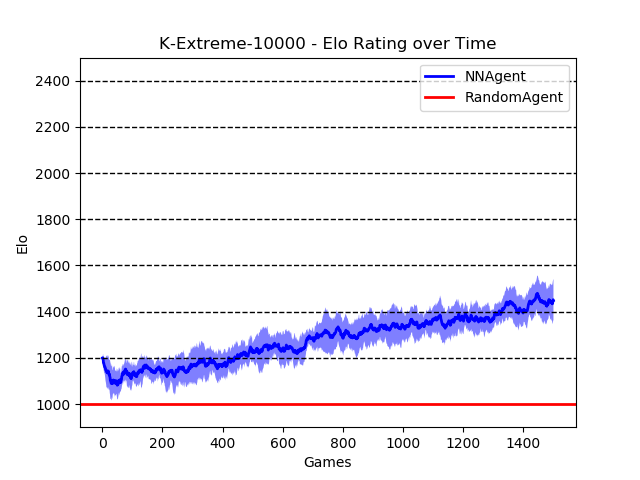 K-Extreme-10000 - Elo Rating over Time
NNAgent
RandomAgent
Elo
2400
2200
2000
1800
1600
1400
1200
1000
0 200 400 600 800 1000 1200 1400
Games